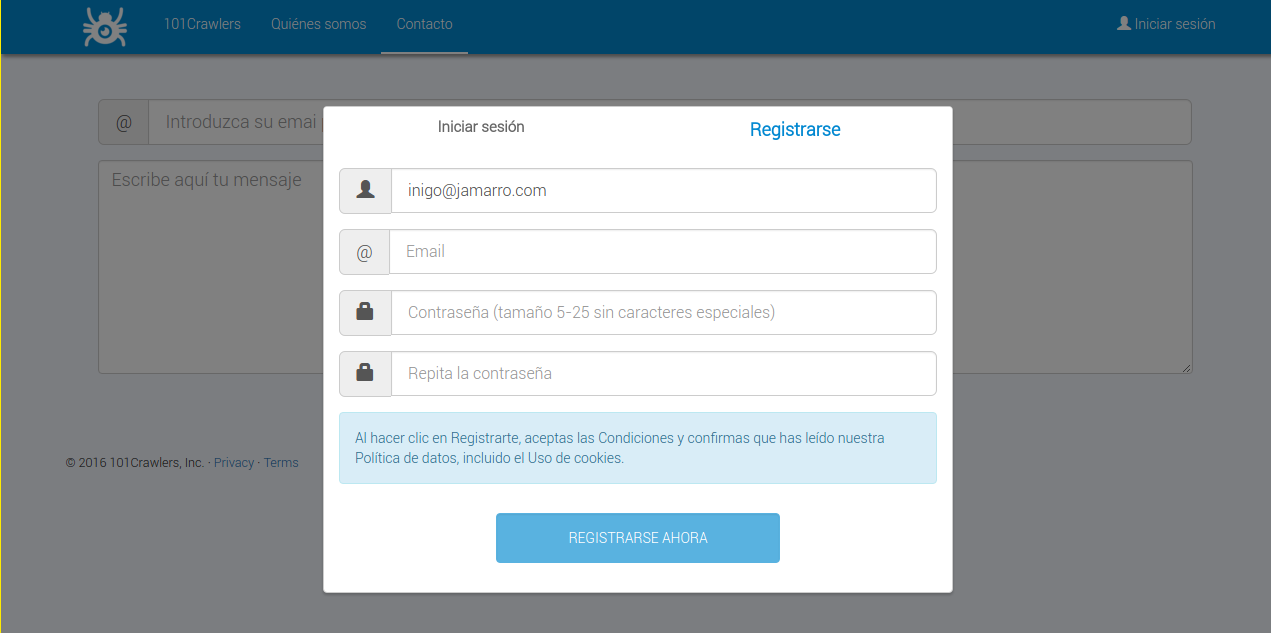 101Crawlers Quiénes somos Contacto Iniciar sesión
@ Introduzca su emai
Iniciar sesión Registrarse
Escribe aquí tu mensaje
inigo@jamarro.com
@ Email
Contraseña (tamaño 5-25 sin caracteres especiales)
Repita la contraseña
Al hacer clic en Registrarte, aceptas las Condiciones y confirmas que has leído nuestra
Política de datos, incluido el Uso de cookies.
© 2016 101Crawlers, Inc. · Privacy · Terms
REGISTRARSE AHORA